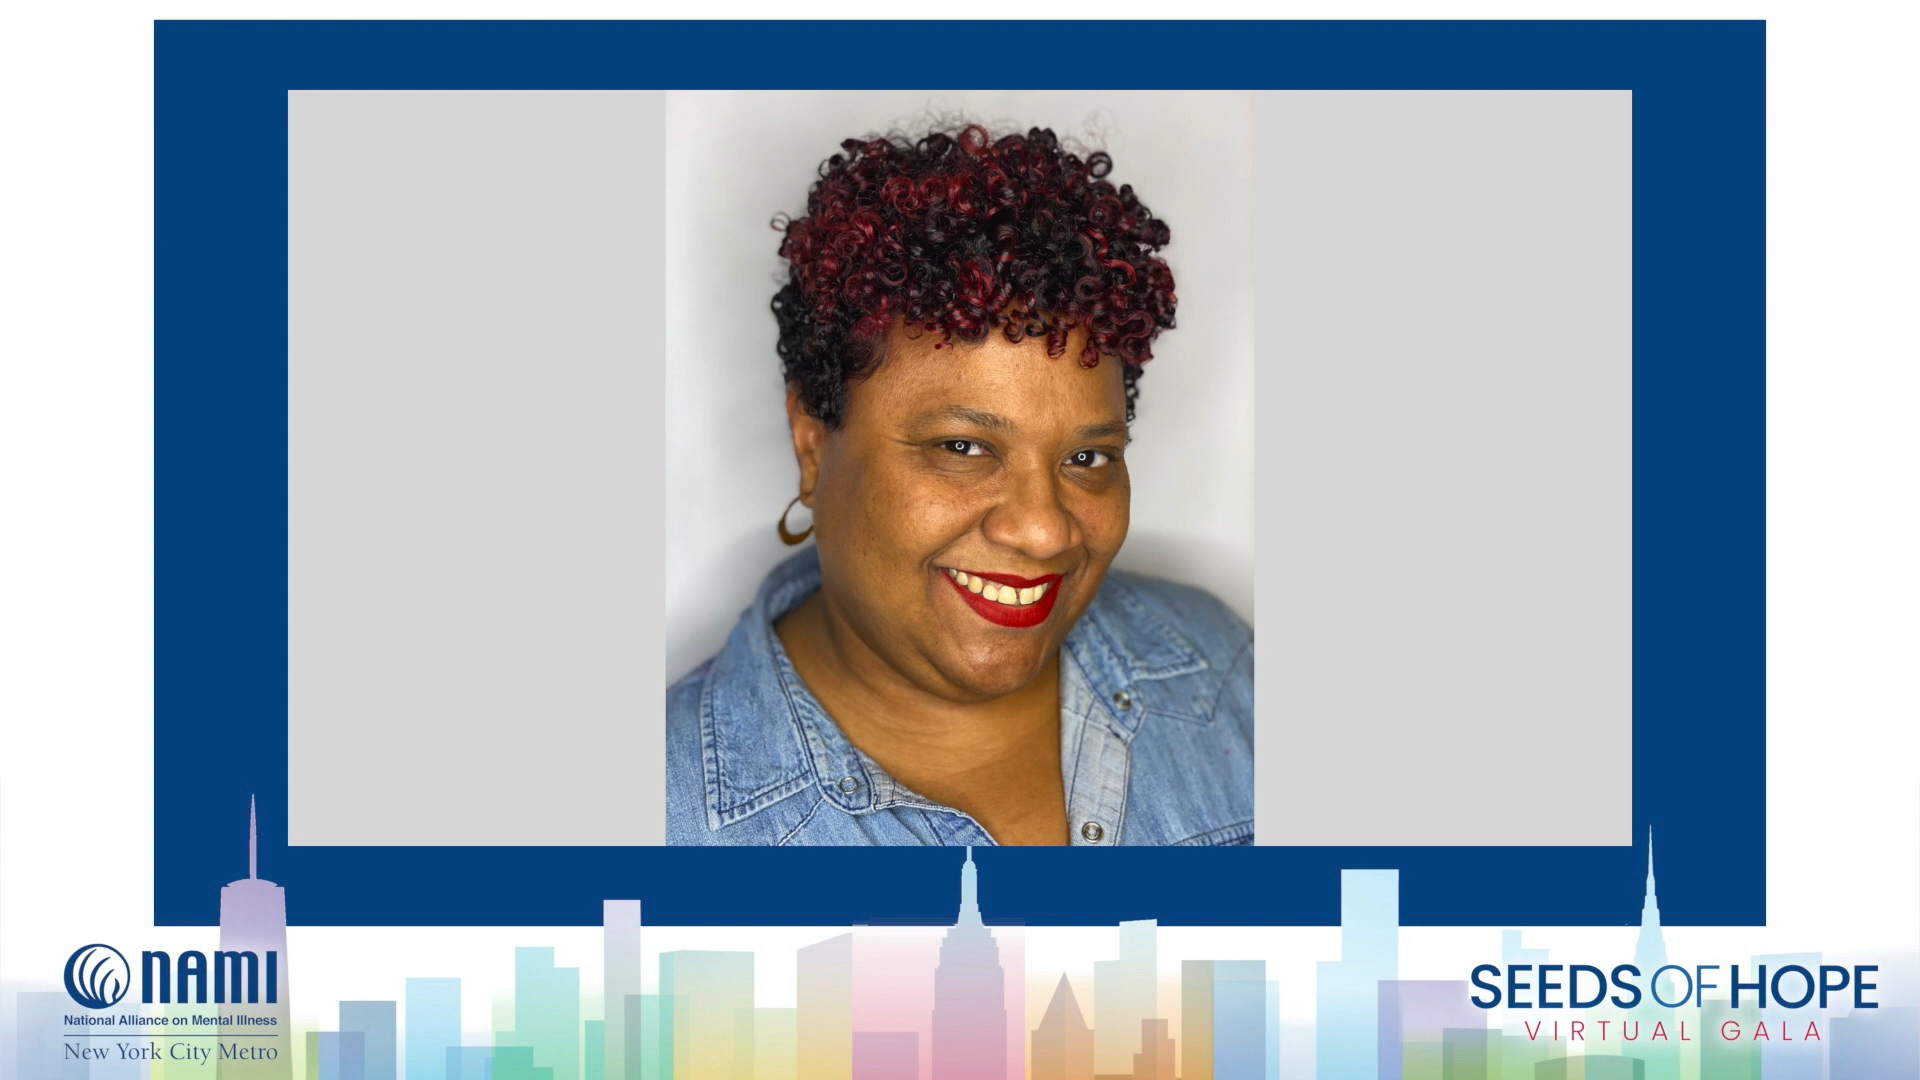 NAMI
National Alliance on Mental Illness
New York City Metro
SEEDS OF HOPE
VIRTUAL GALA